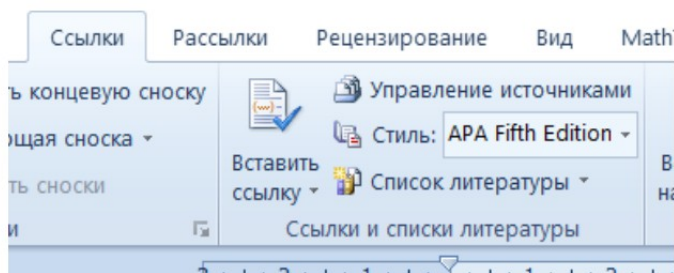 Ссылки Рассылки Рецензирование Вид Math
ть концевую сноску Управление источниками
ющая сноска Стиль: APA Fifth Edition
Вставить
ть сноски ссылку Список литературы
и Ссылки и списки литературы